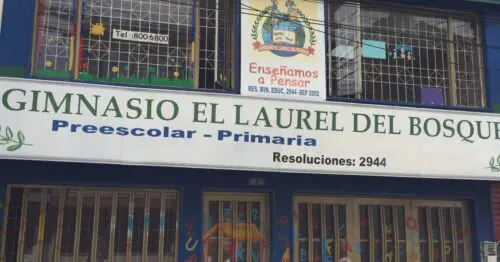 Tel :800 6800
Enseñamos
a Pensar
RES. MIN. EDUC. 2944 -SEP 2002
GIMNASIO EL LAUREL DEL BOSQUE
Preescolar - Primaria
Resoluciones: 2944